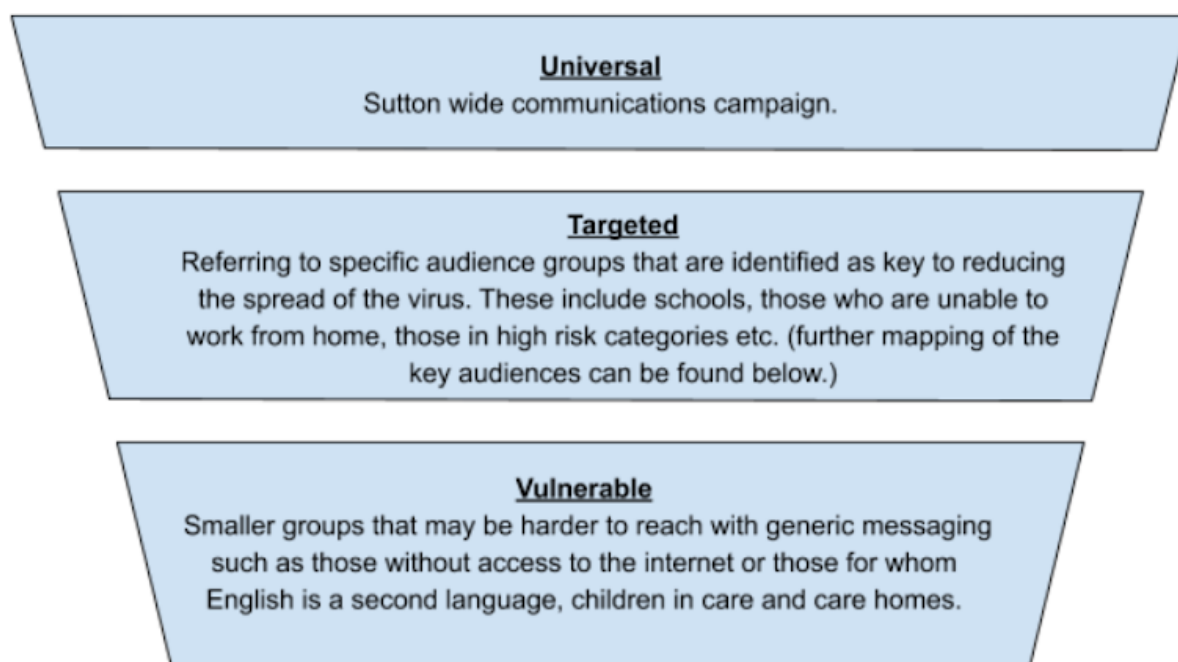 Universal
Sutton wide communications campaign.
Targeted
Referring to specific audience groups that are identified as key to reducing
the spread of the virus. These include schools, those who are unable to
work from home, those in high risk categories etc. (further mapping of the
key audiences can be found below.)
Vulnerable
Smaller groups that may be harder to reach with generic messaging
such as those without access to the internet or those for whom
English is a second language, children in care and care homes.